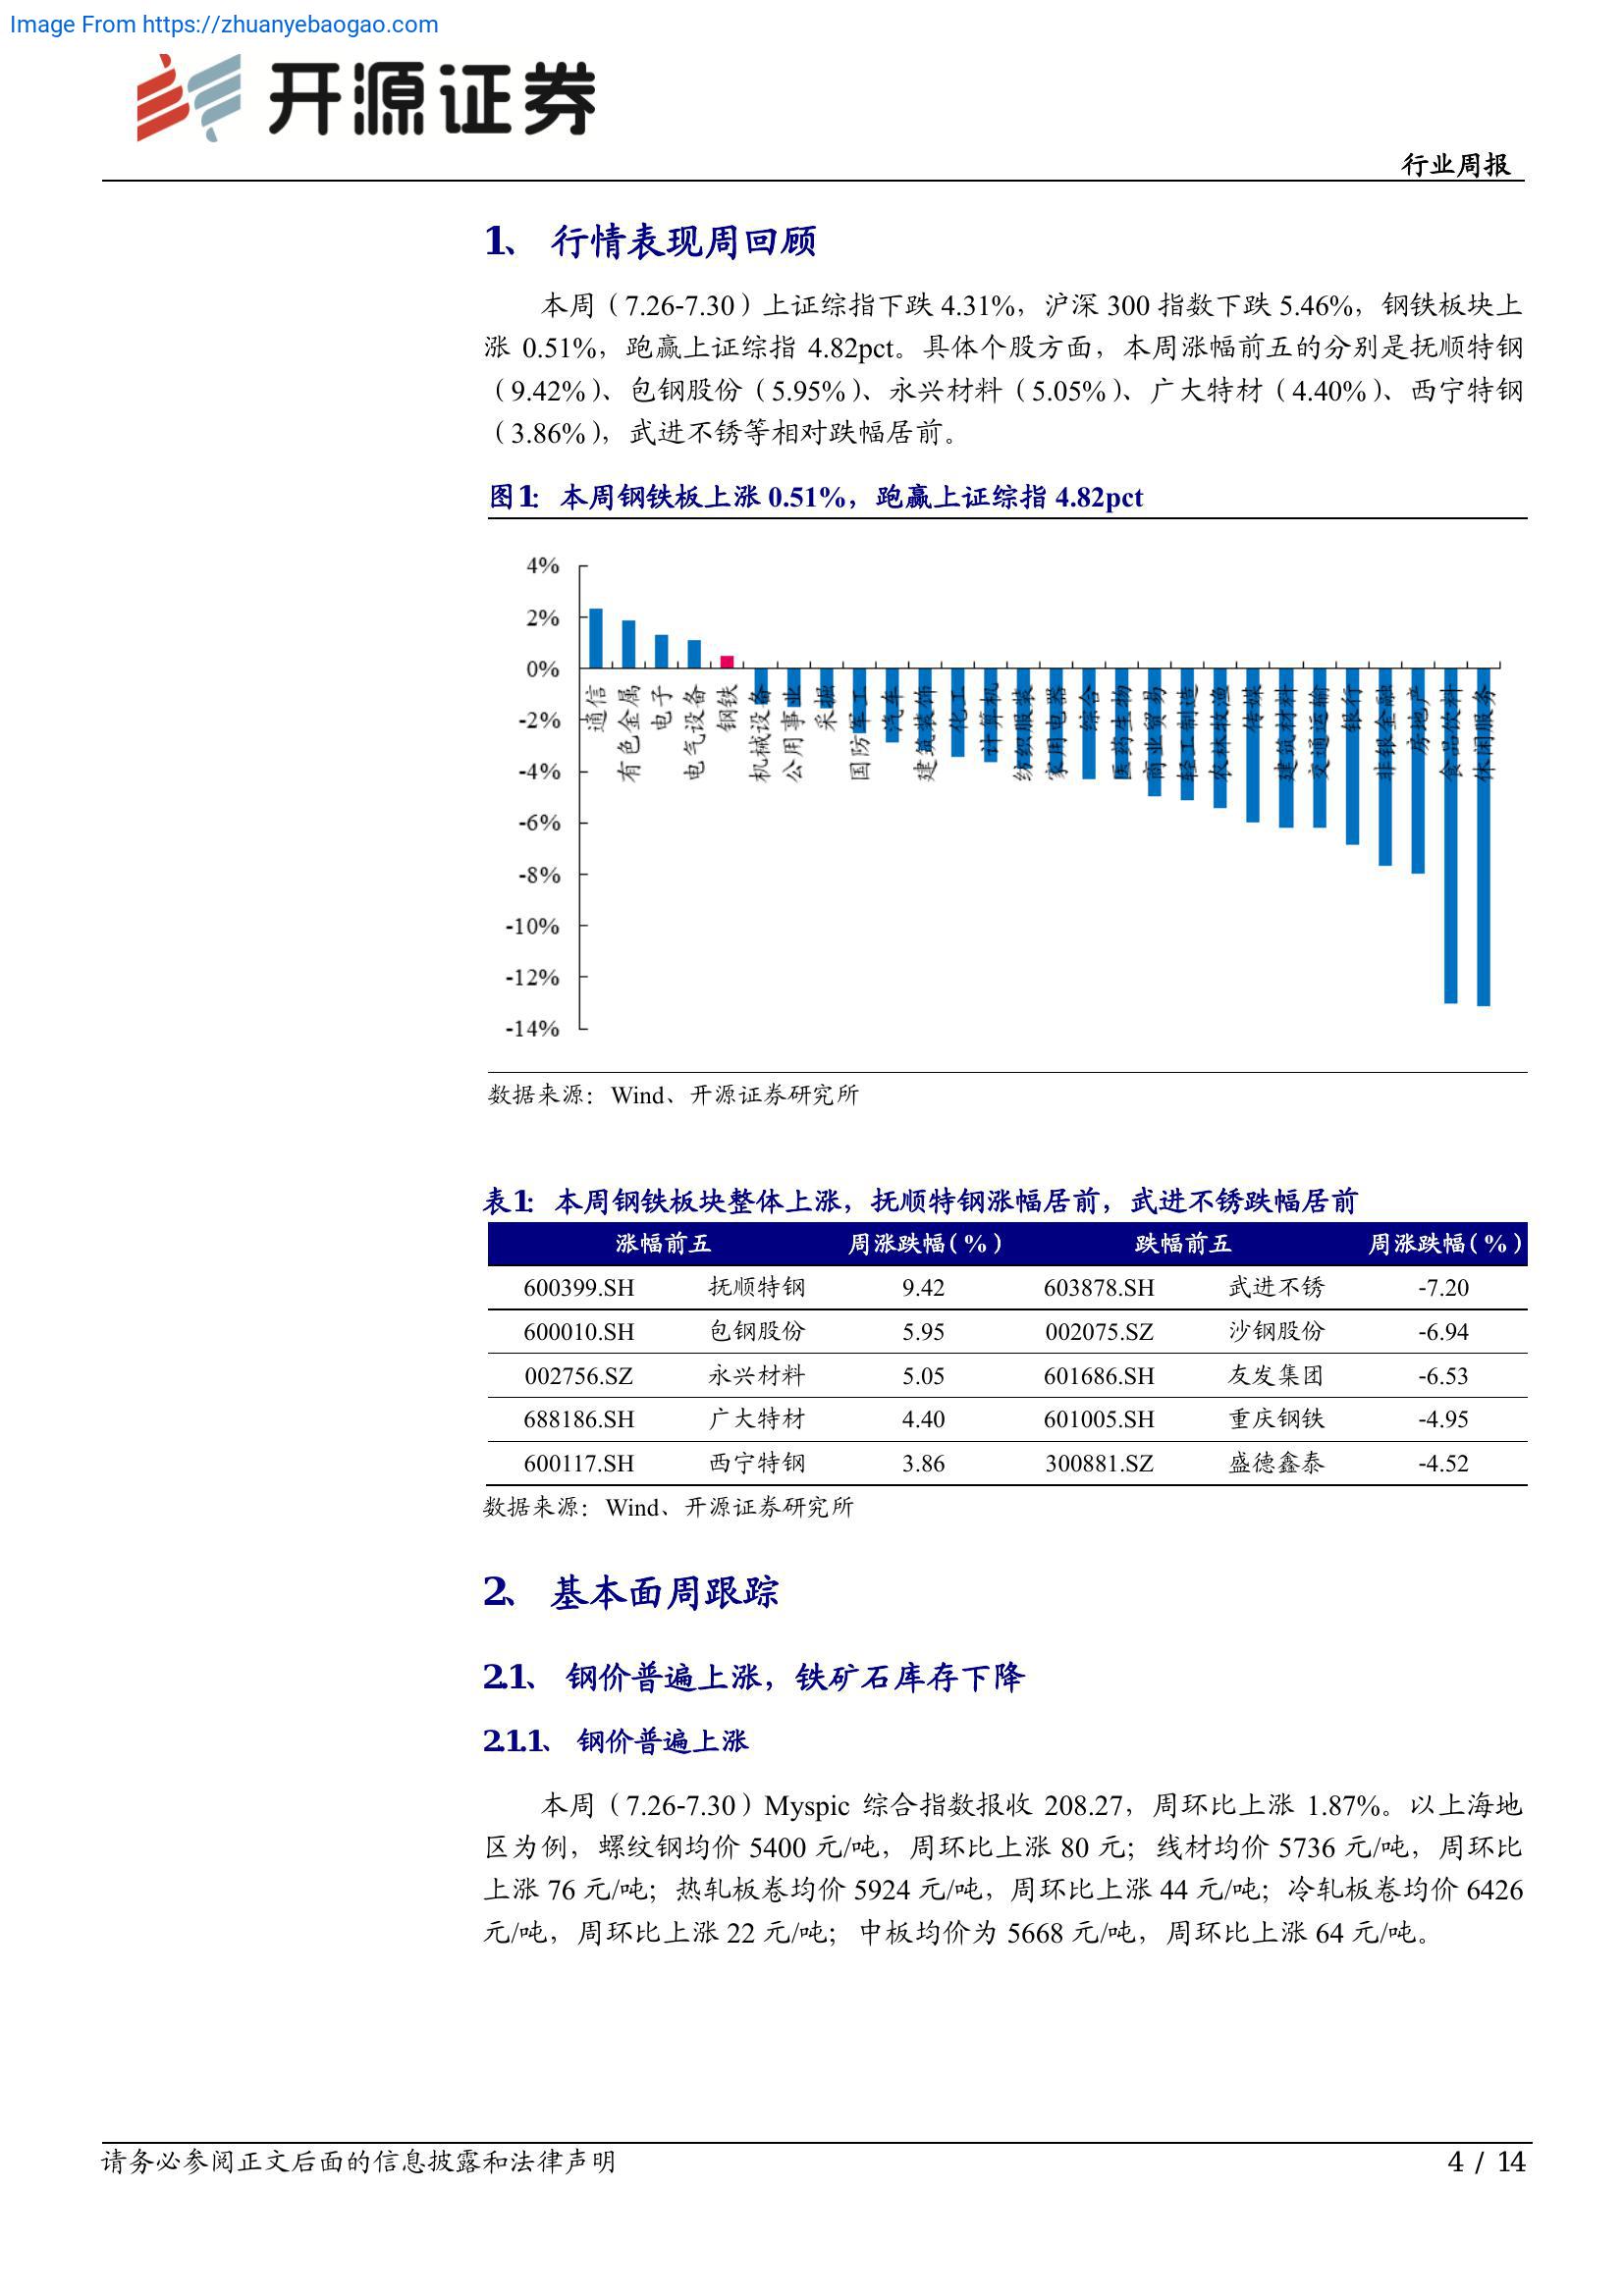 Image From https://zhuanyebaogao.com
开源证券
行业周报
1、 行情表现周回顾
本周（7.26-7.30）上证综指下跌 4.31%，沪深 300 指数下跌 5.46%，钢铁板块上
涨 0.51%，跑赢上证综指 4.82pct。具体个股方面，本周涨幅前五的分别是抚顺特钢
（9.42%）、包钢股份（5.95%）、永兴材料（5.05%）、广大特材（4.40%）、西宁特钢
（3.86%），武进不锈等相对跌幅居前。
图1： 本周钢铁板上涨 0.51%，跑赢上证综指 4.82pct
4%
2%
0%
-2%
-4%
-6%
-8%
-10%
-12%
-14%
通信
有色金属
电子
电气设备
钢铁
机械设备
公用事业
采掘
国防军工
汽车
建筑装饰
化工
计算机
纺织服装
家用电器
综合
医药生物
商业贸易
轻工制造
农林牧渔
传媒
建筑材料
交通运输
银行
非银金融
房地产
食品饮料
休闲服务
数据来源：Wind、开源证券研究所
表1： 本周钢铁板块整体上涨，抚顺特钢涨幅居前，武进不锈跌幅居前
涨幅前五 周涨跌幅（%） 跌幅前五 周涨跌幅（%）
600399.SH 抚顺特钢 9.42 603878.SH 武进不锈 -7.20
600010.SH 包钢股份 5.95 002075.SZ 沙钢股份 -6.94
002756.SZ 永兴材料 5.05 601686.SH 友发集团 -6.53
688186.SH 广大特材 4.40 601005.SH 重庆钢铁 -4.95
600117.SH 西宁特钢 3.86 300881.SZ 盛德鑫泰 -4.52
数据来源：Wind、开源证券研究所
2、 基本面周跟踪
2.1、 钢价普遍上涨，铁矿石库存下降
2.1.1、 钢价普遍上涨
本周（7.26-7.30）Myspic 综合指数报收 208.27，周环比上涨 1.87%。以上海地
区为例，螺纹钢均价 5400 元/吨，周环比上涨 80 元；线材均价 5736 元/吨，周环比
上涨 76 元/吨；热轧板卷均价 5924 元/吨，周环比上涨 44 元/吨；冷轧板卷均价 6426
元/吨，周环比上涨 22 元/吨；中板均价为 5668 元/吨，周环比上涨 64 元/吨。
请务必参阅正文后面的信息披露和法律声明
4 / 14